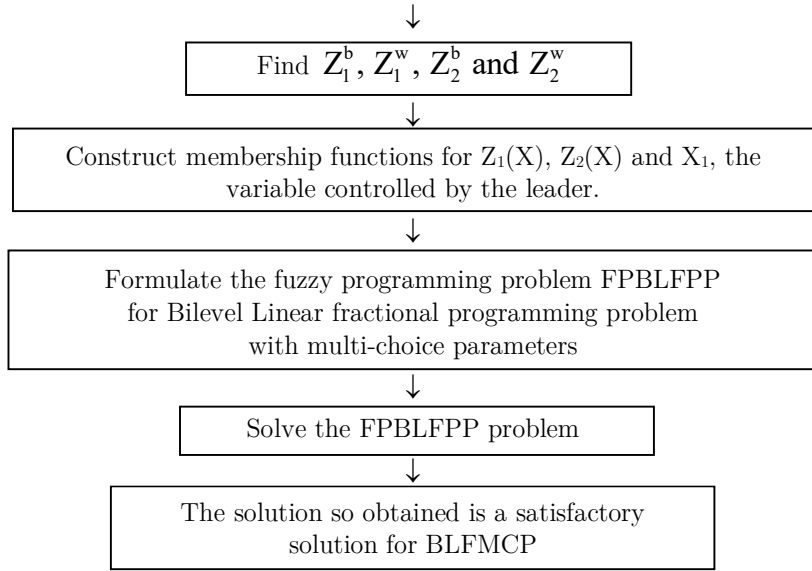 ↓
Find Z₁ᵇ, Z₁ʷ, Z₂ᵇ and Z₂ʷ
↓
Construct membership functions for Z₁(X), Z₂(X) and X₁, the
variable controlled by the leader.
↓
Formulate the fuzzy programming problem FPBLFPP
for Bilevel Linear fractional programming problem
with multi-choice parameters
↓
Solve the FPBLFPP problem
↓
The solution so obtained is a satisfactory
solution for BLFMCP